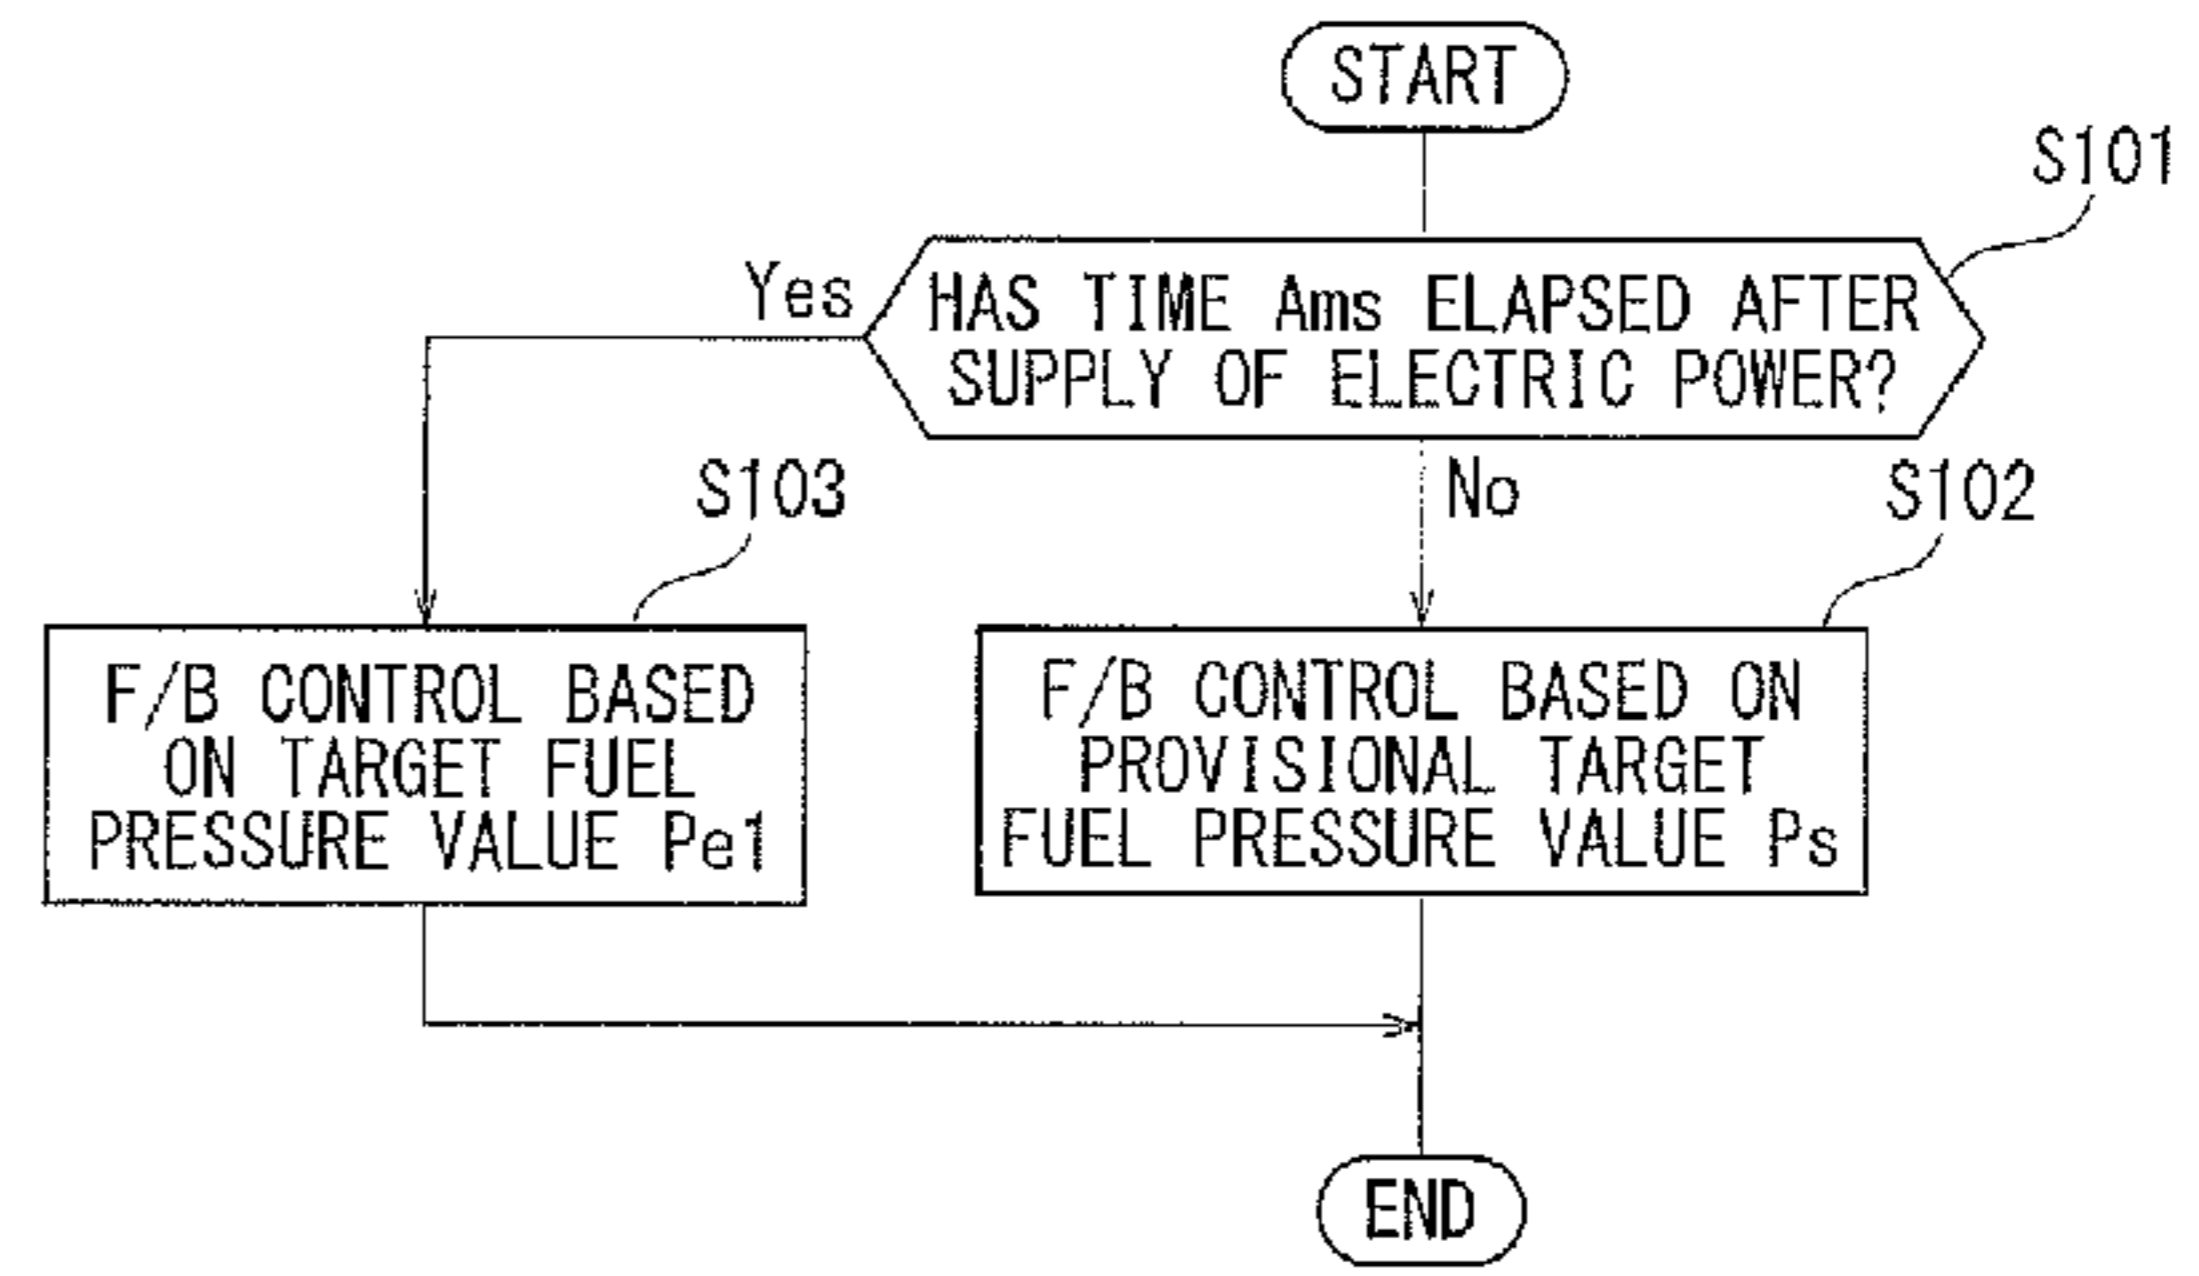 START
S101
Yes
HAS TIME Ams ELAPSED AFTER
SUPPLY OF ELECTRIC POWER?
No
S103
S102
F/B CONTROL BASED
ON TARGET FUEL
PRESSURE VALUE Pe1
F/B CONTROL BASED ON
PROVISIONAL TARGET
FUEL PRESSURE VALUE Ps
END